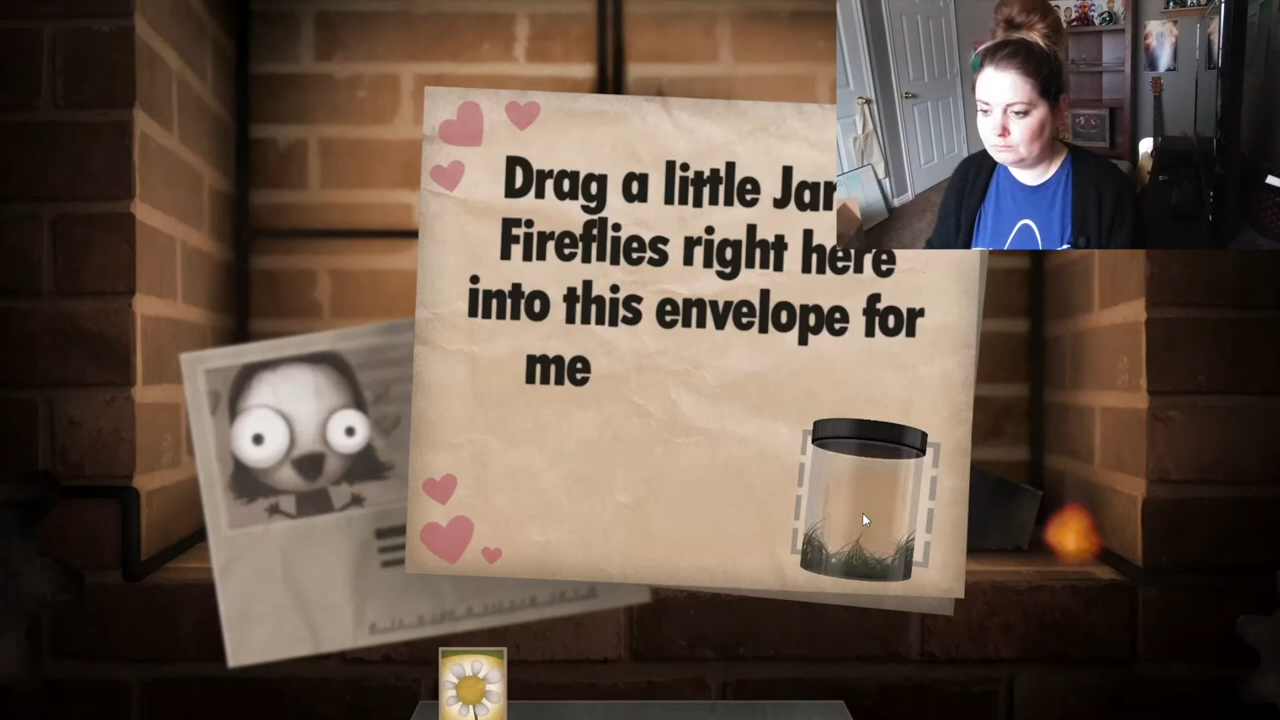 Drag a little Jar
Fireflies right here
into this envelope for
me